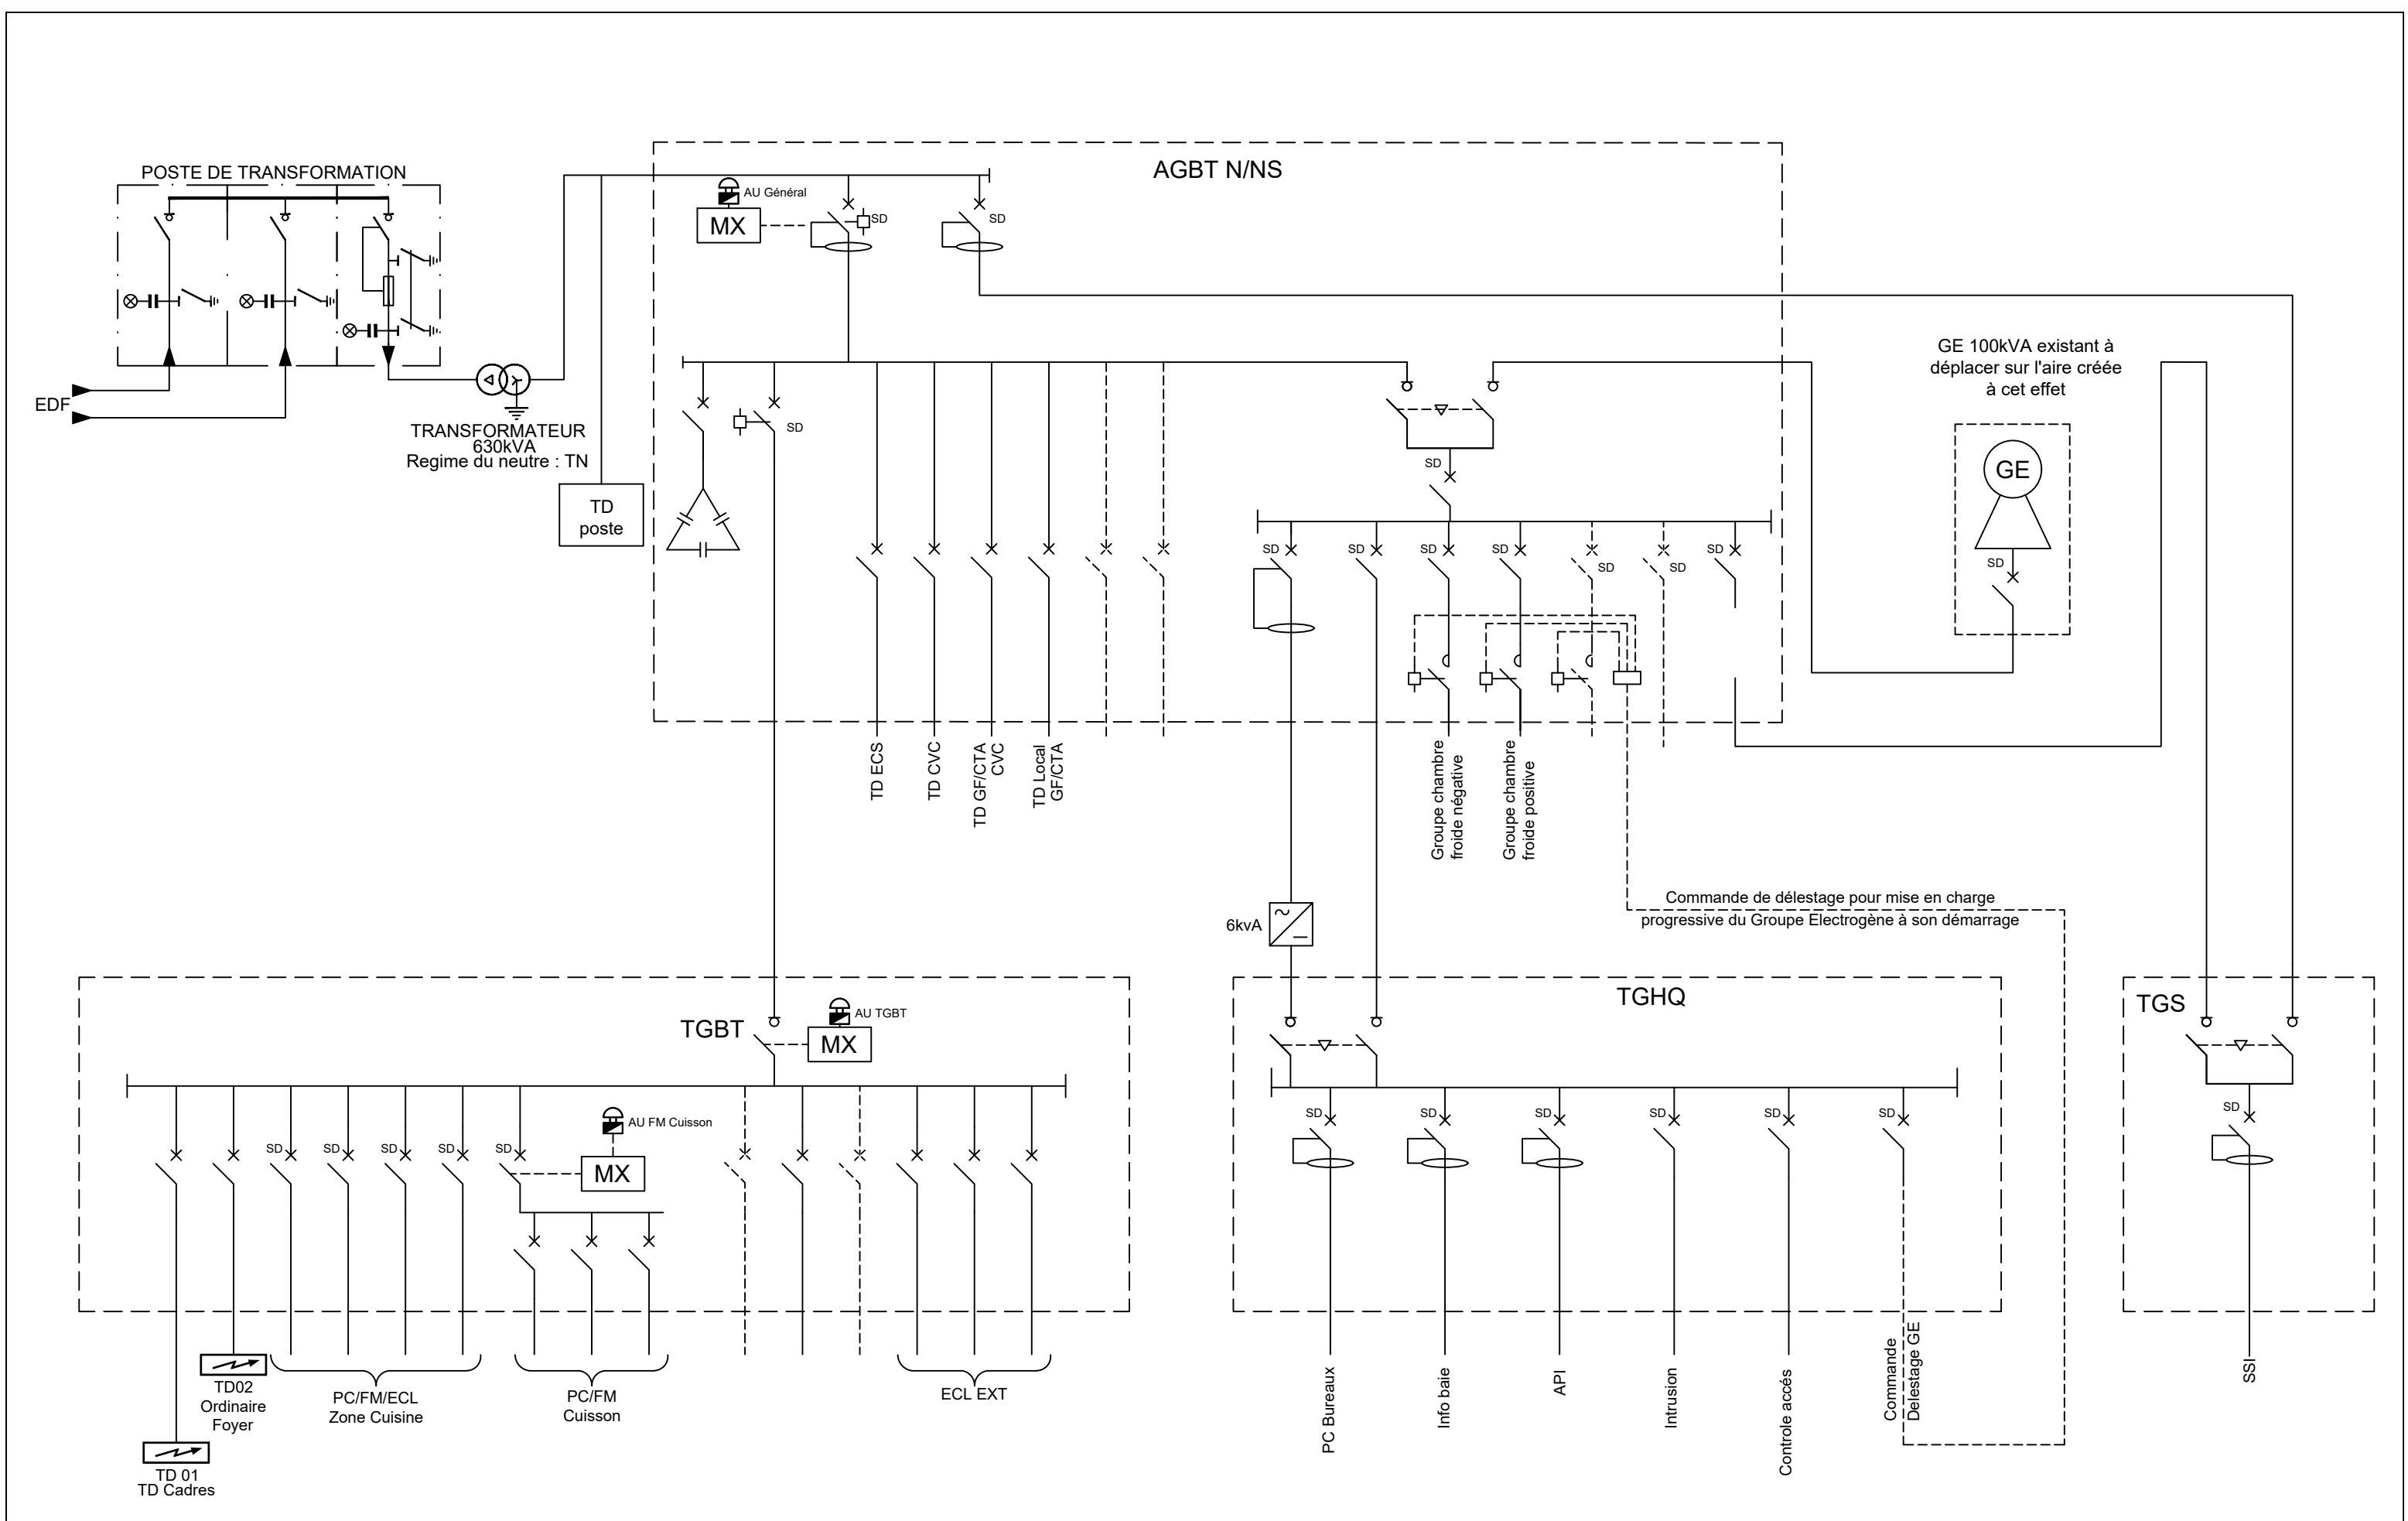 POSTE DE TRANSFORMATION
AGBT N/NS
AU Général
MX
SD
SD
GE 100kVA existant à
déplacer sur l'aire créée
à cet effet
EDF
TRANSFORMATEUR
630kVA
Regime du neutre : TN
SD
SD
GE
TD
poste
SD
SD
SD
SD
SD
SD
SD
SD
TD ECS
TD CVC
TD GF/CTA
CVC
TD Local
GF/CTA
Groupe chambre
froide négative
Groupe chambre
froide positive
Commande de délestage pour mise en charge
progressive du Groupe Electrogène à son démarrage
6kvA
TGBT
AU TGBT
MX
TGHQ
TGS
AU FM Cuisson
MX
SD
SD
SD
SD
SD
SD
SD
SD
SD
SD
SD
SD
TD02
Ordinaire
Foyer
PC/FM/ECL
Zone Cuisine
PC/FM
Cuisson
ECL EXT
PC Bureaux
Info baie
API
Intrusion
Controle accés
Commande
Delestage GE
SSI
TD 01
TD Cadres